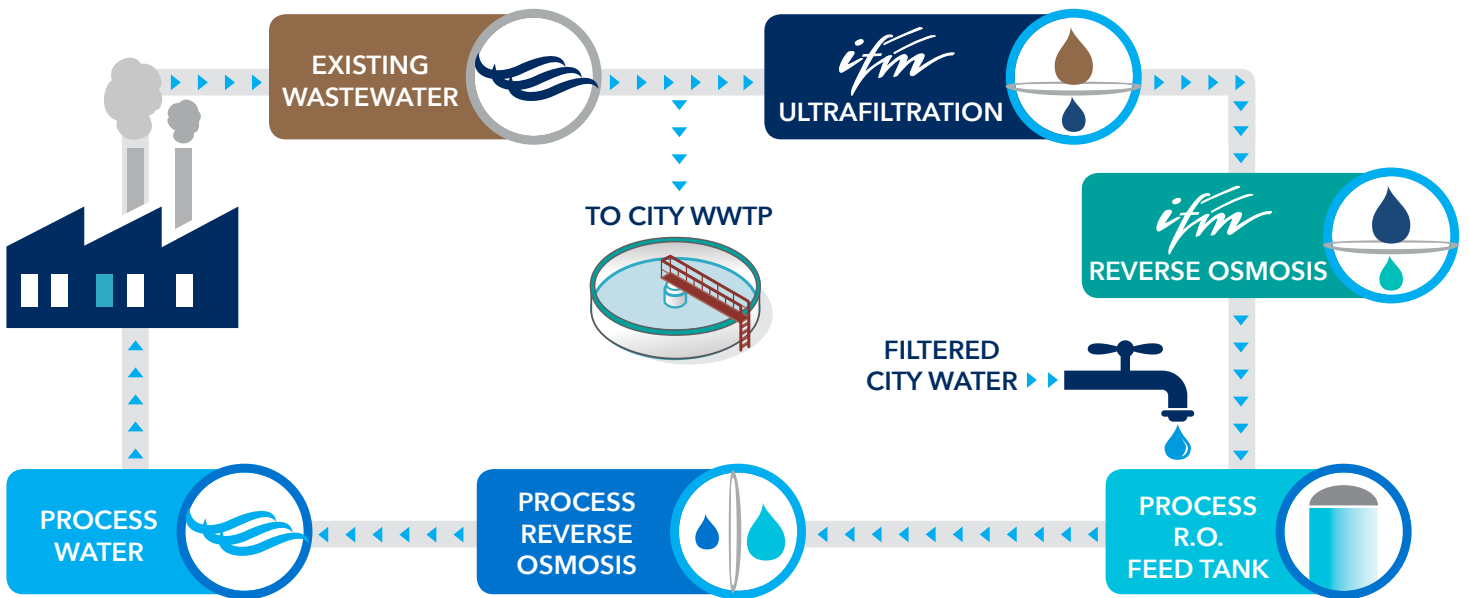 EXISTING
WASTEWATER
ifm
ULTRAFILTRATION
TO CITY WWTP
ifm
REVERSE OSMOSIS
FILTERED
CITY WATER
PROCESS
WATER
PROCESS
REVERSE
OSMOSIS
PROCESS
R.O.
FEED TANK